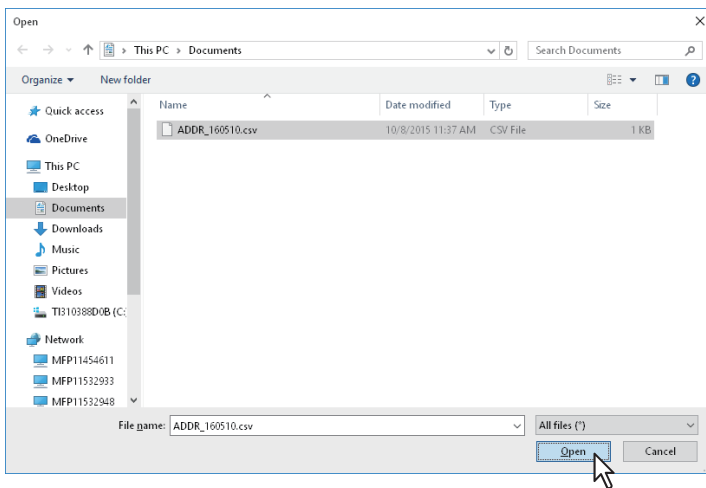 Open
This PC > Documents
Search Documents
Organize
New folder
Name
Date modified
Type
Size
Quick access
OneDrive
This PC
Desktop
Documents
Downloads
Music
Pictures
Videos
TI310388D0B (C:)
Network
MFP11454611
MFP11532933
MFP11532948
ADDR_160510.csv
10/8/2015 11:37 AM
CSV File
1 KB
File name:
ADDR_160510.csv
All files (*)
Open
Cancel